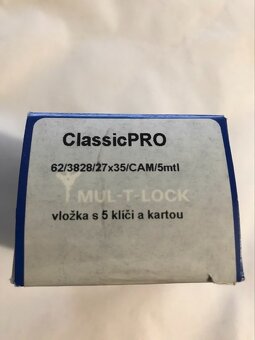 ClassicPRO
62/3828/27x35/CAM/5mtl
MUL-T-LOCK
vložka s 5 klíči a kartou